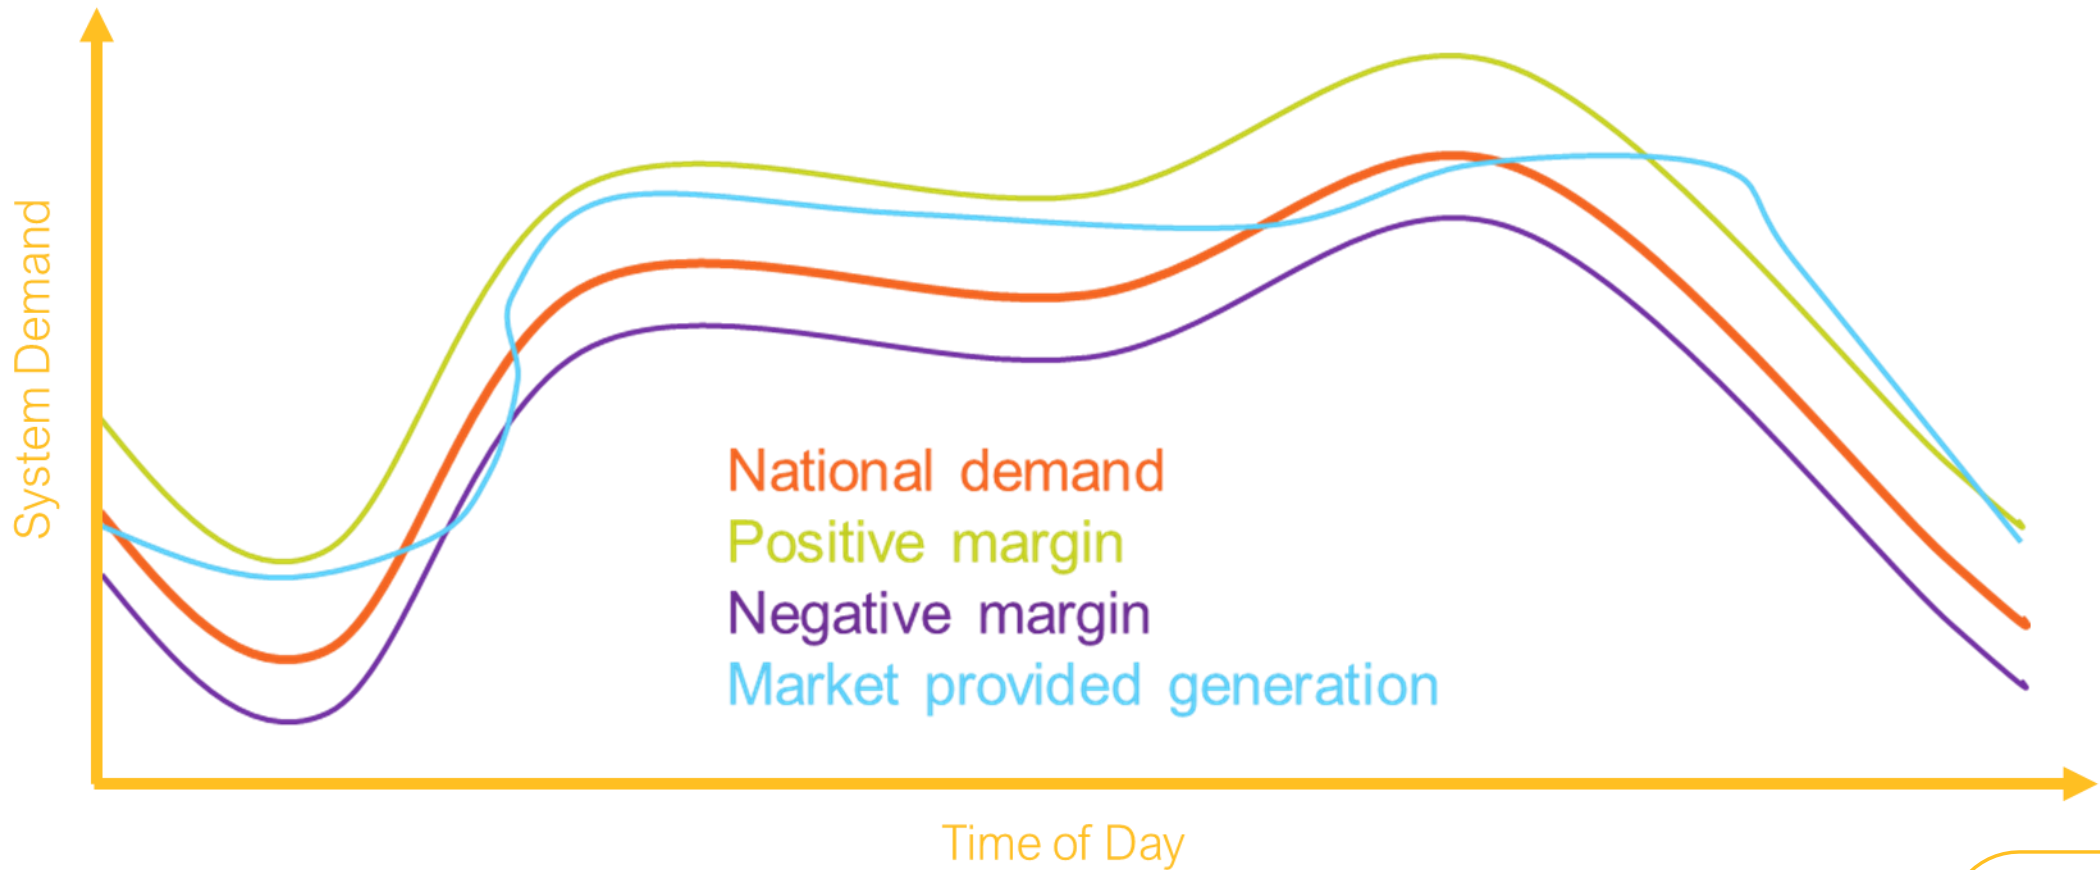 System Demand
National demand
Positive margin
Negative margin
Market provided generation
Time of Day